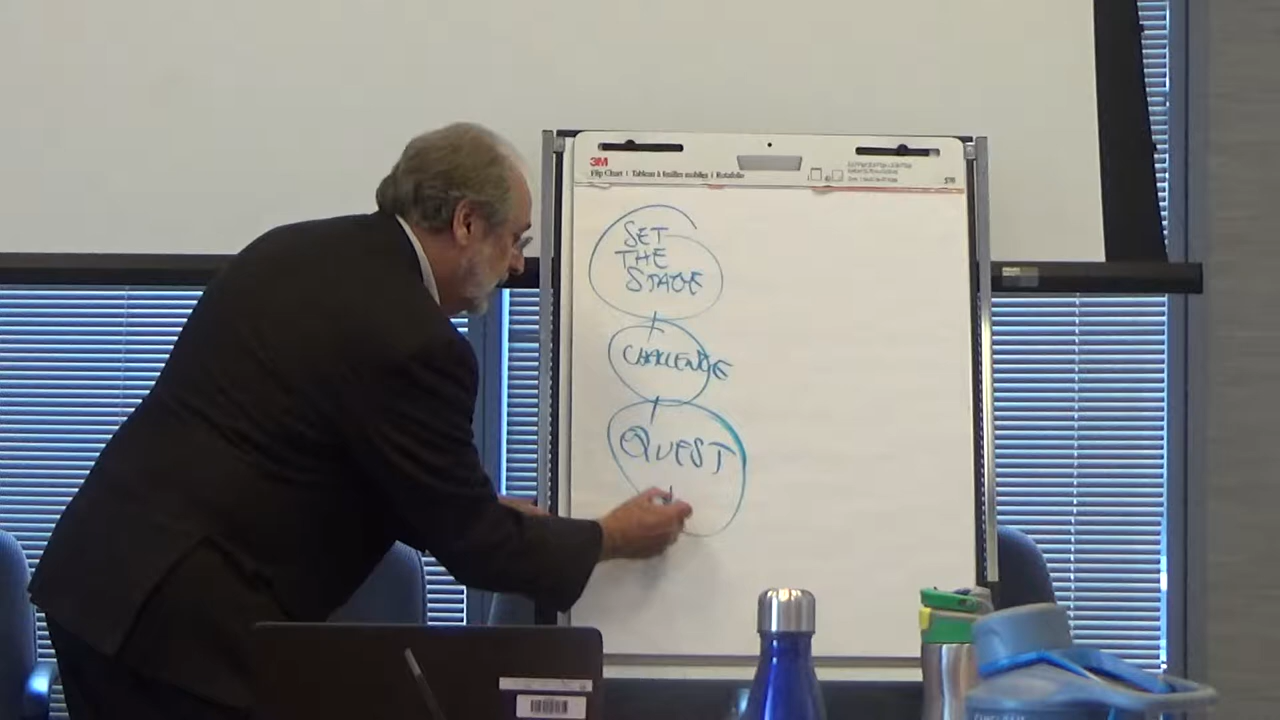 3M
Flip Chart | Tableau à feuilles mobiles | Rotafolio
SET
THE
STAGE
CHALLENGE
QUEST